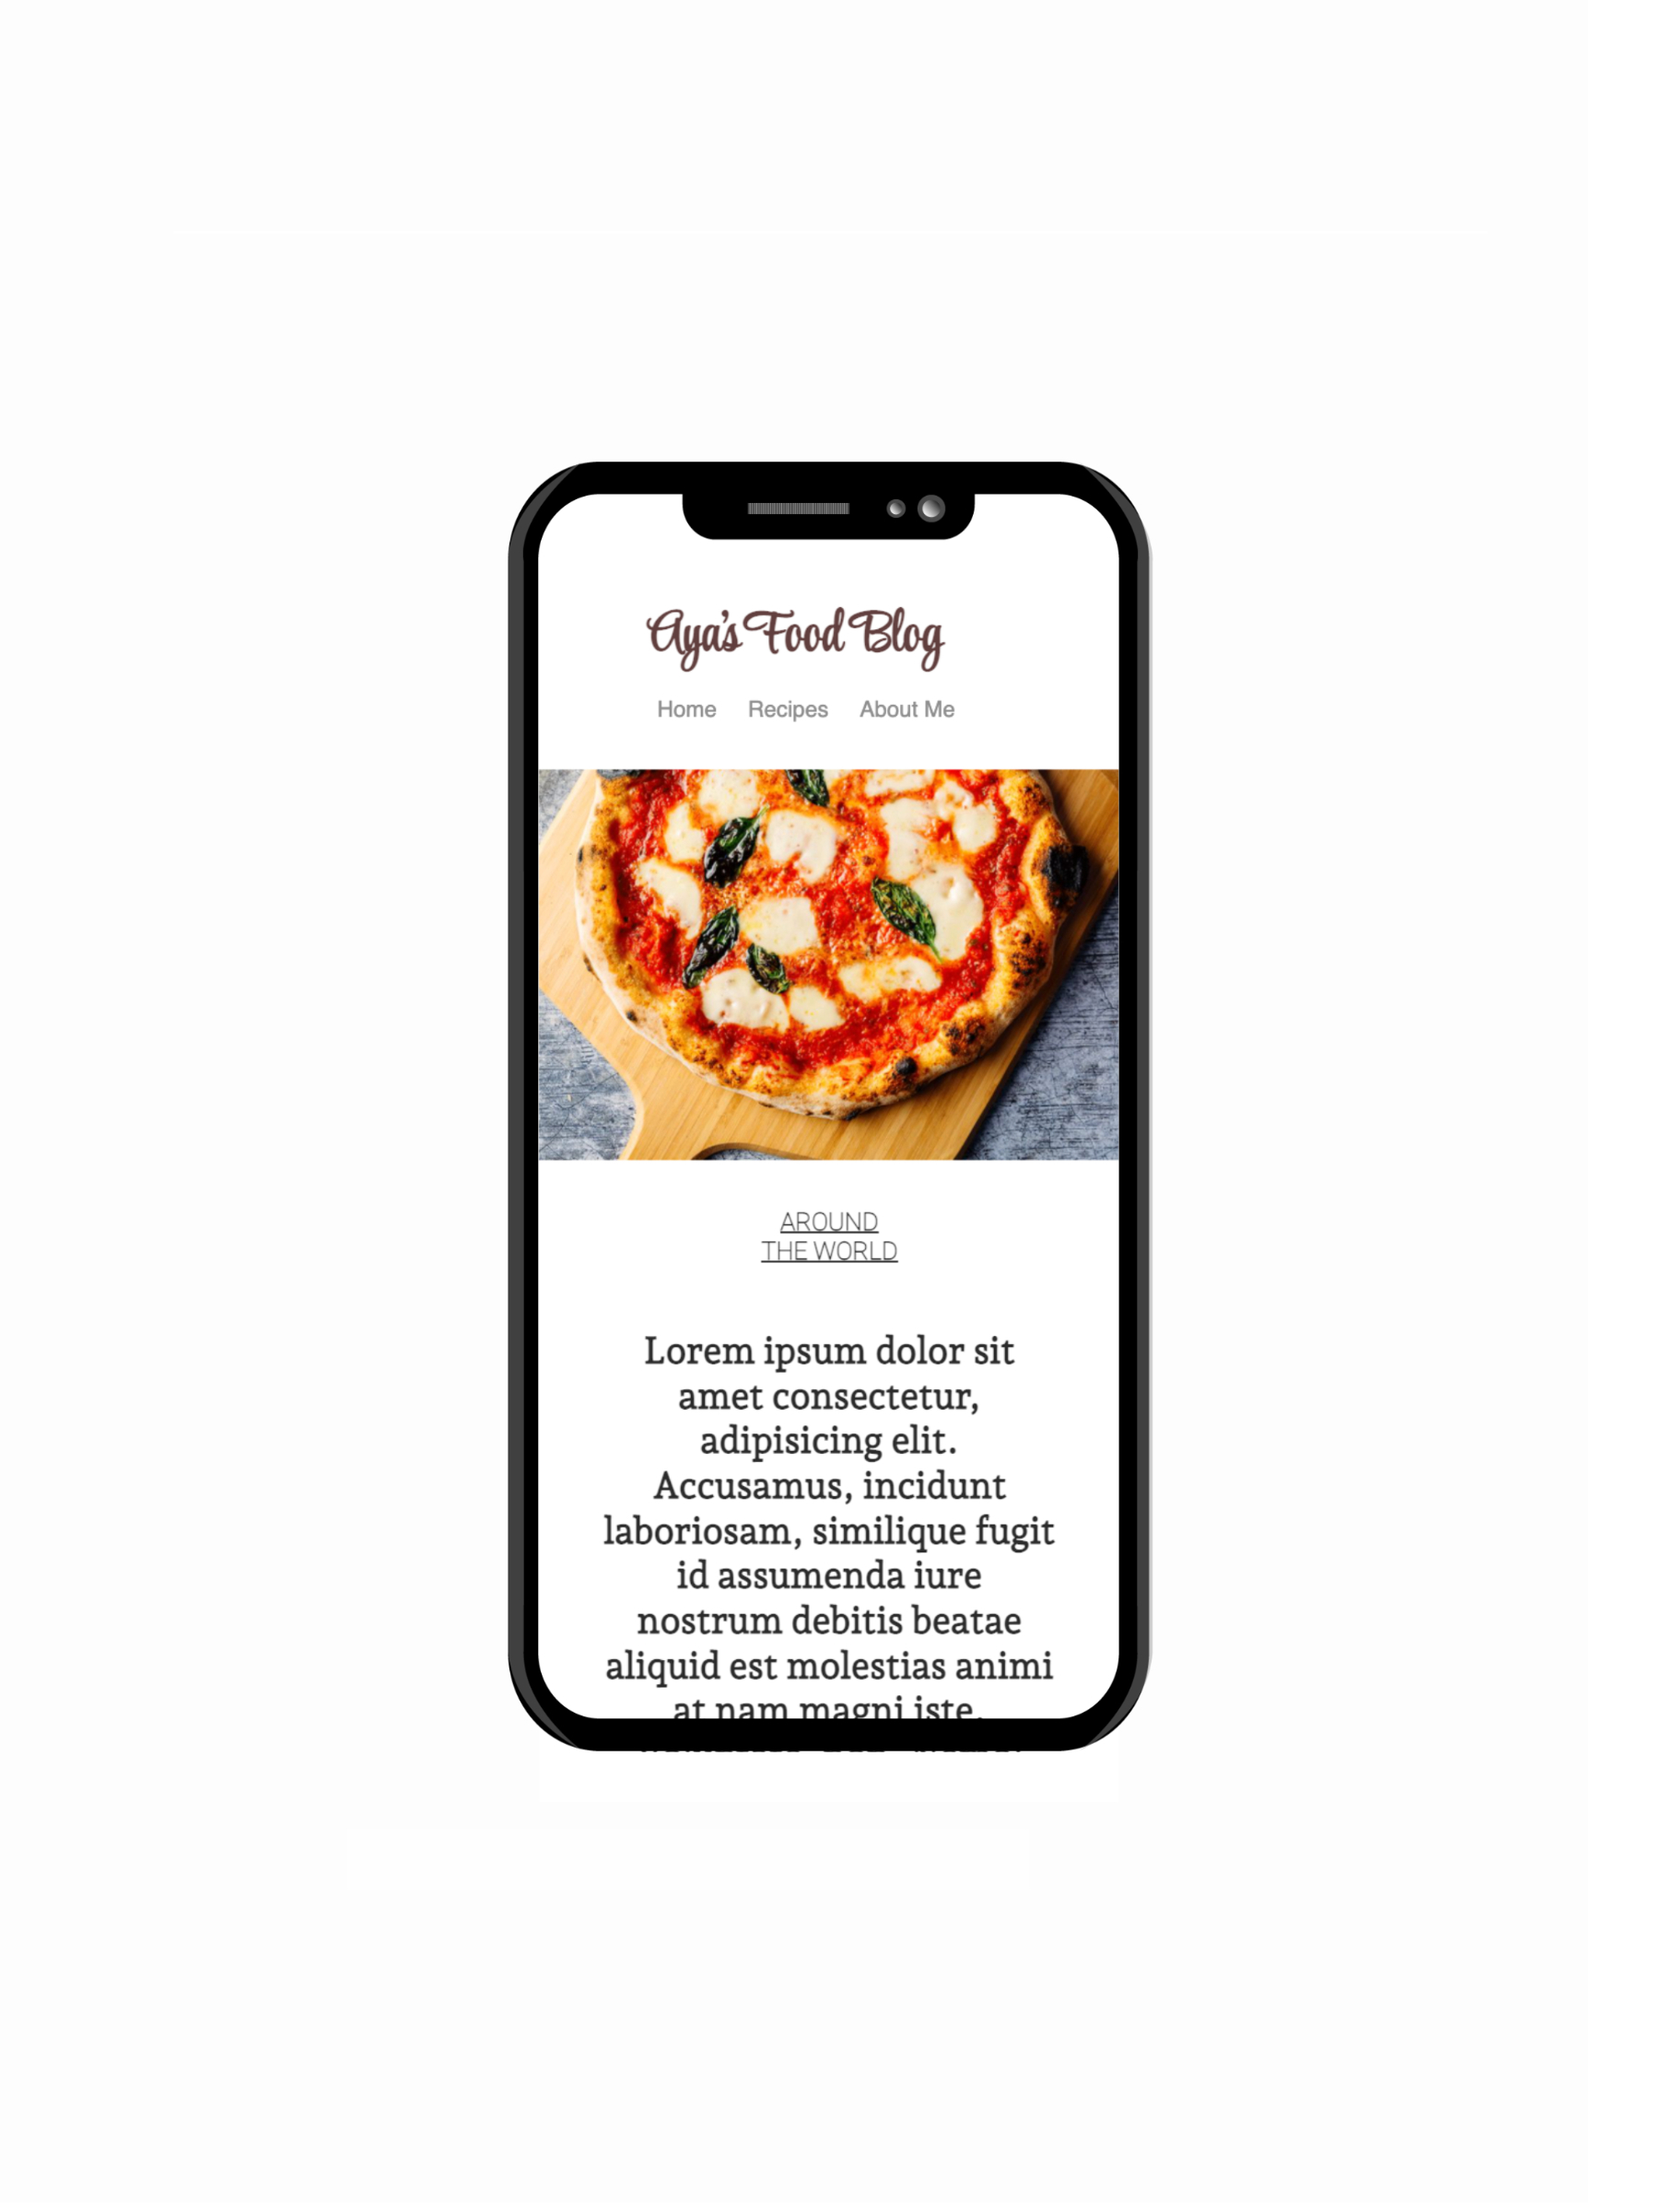 Aya's Food Blog
Home Recipes About Me
AROUND
THE WORLD
Lorem ipsum dolor sit
amet consectetur,
adipisicing elit.
Accusamus, incidunt
laboriosam, similique fugit
id assumenda iure
nostrum debitis beatae
aliquid est molestias animi
at nam magni iste.